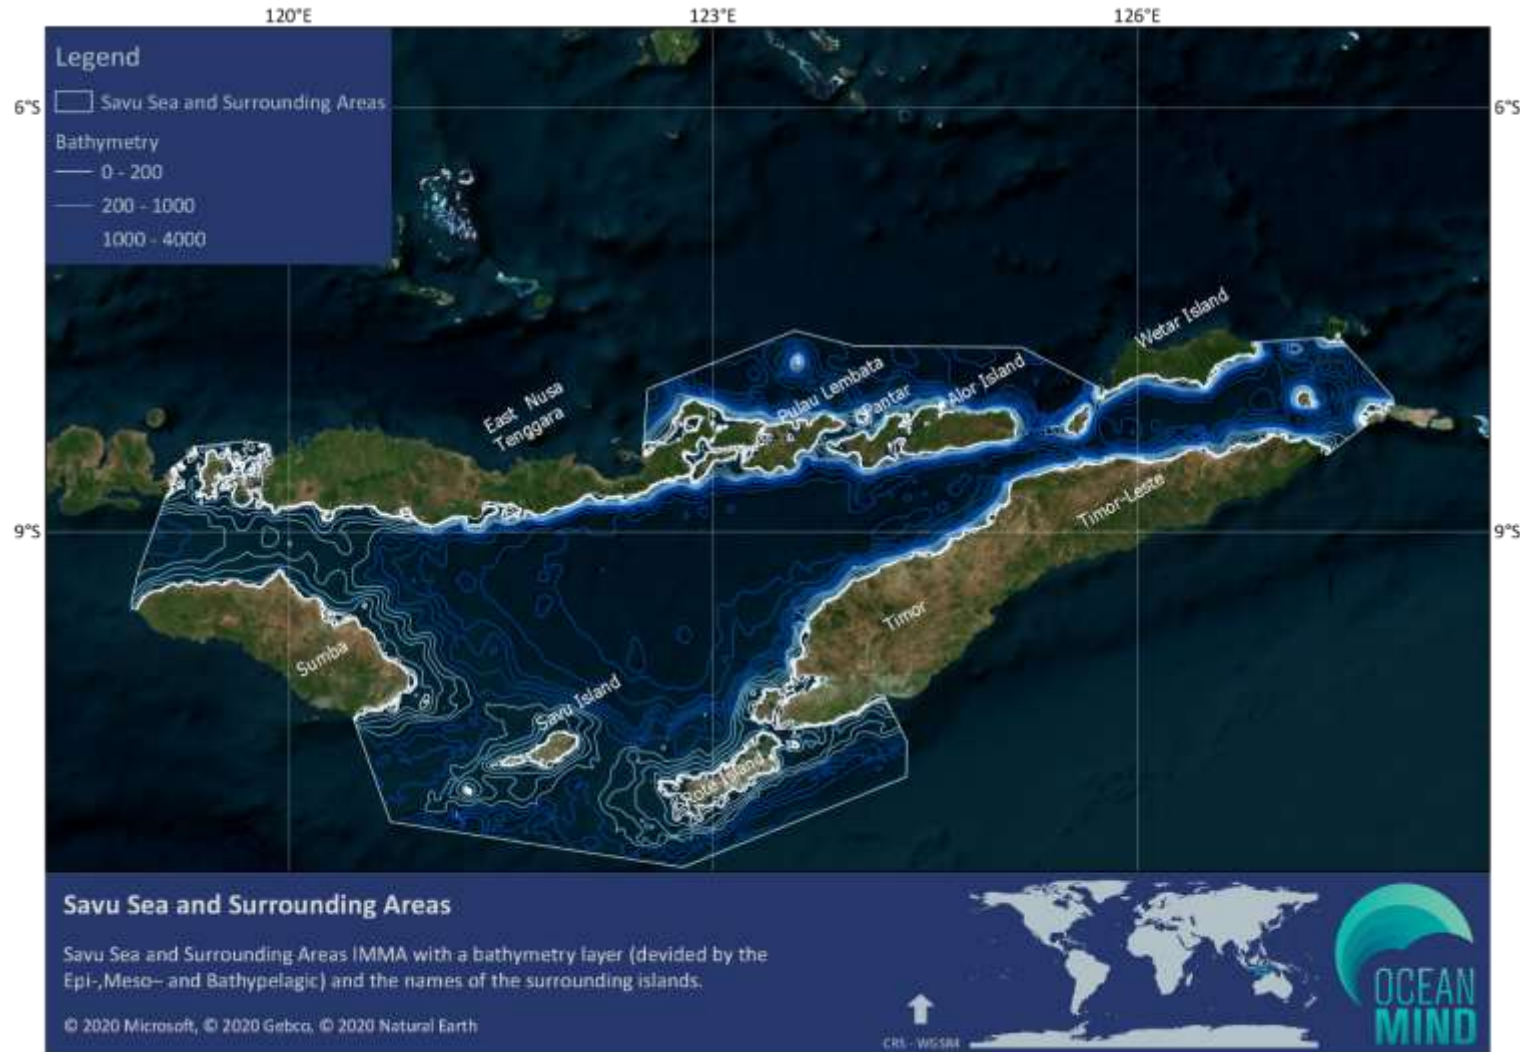 120°E 123°E 126°E
Legend
Savu Sea and Surrounding Areas
6°S 6°S
Bathymetry
0 - 200
200 - 1000
1000 - 4000
Wetar Island
Pulau Lembata
Alor Island
Pantar
East Nusa
Tenggara
9°S 9°S
Timor-Leste
Timor
Sumba
Savu Island
Rote Island
Savu Sea and Surrounding Areas
Savu Sea and Surrounding Areas IMMA with a bathymetry layer (devided by the
Epi-,Meso– and Bathypelagic) and the names of the surrounding islands.
© 2020 Microsoft, © 2020 Gebco, © 2020 Natural Earth
CRS - WGS84
OCEAN
MIND